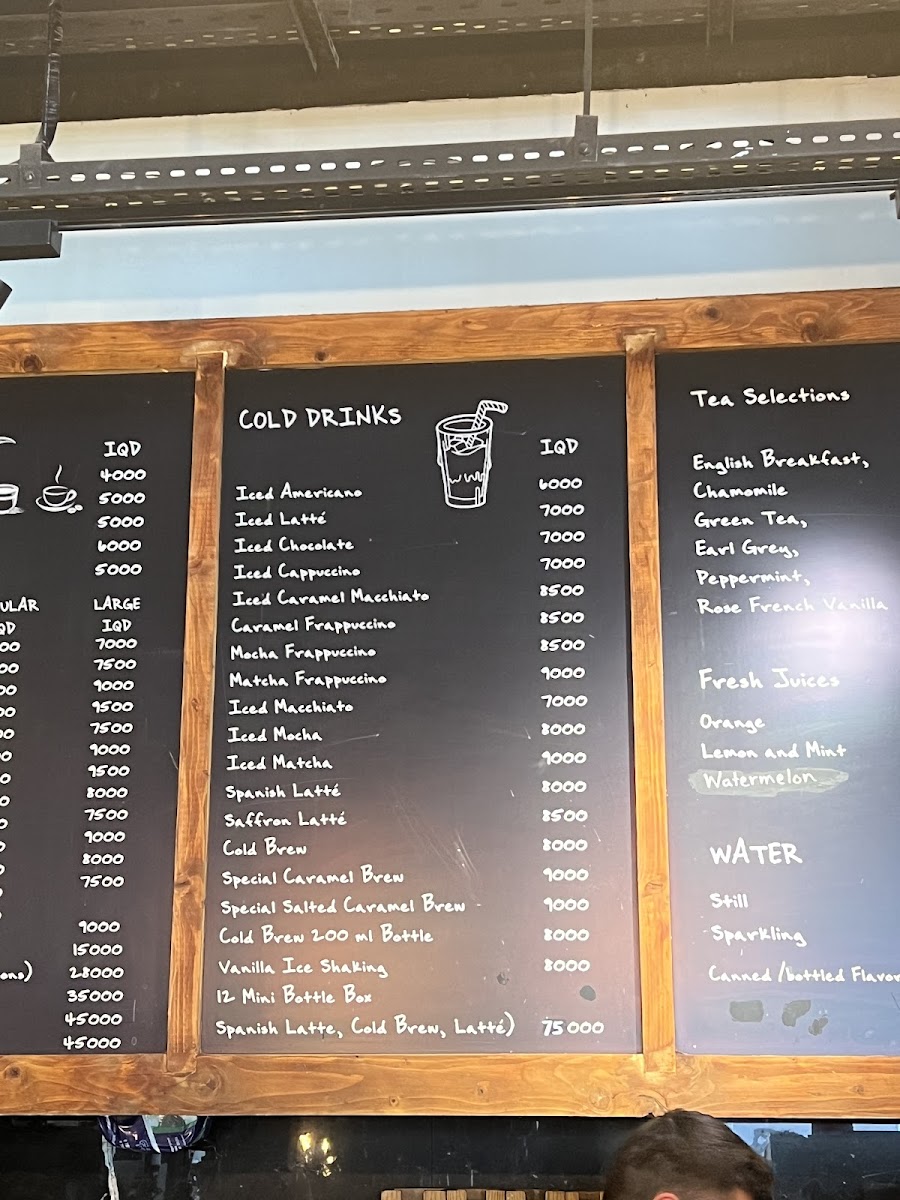 IQD
4000
5000
5000
6000
5000
LARGE
IQD
7000
7500
9000
9500
7500
9000
9500
8000
7500
9000
8000
7500
9000
15000
28000
35000
45000
45000
COLD DRINKS
IQD
Iced Americano 6000
Iced Latté 7000
Iced Chocolate 7000
Iced Cappuccino 7000
Iced Caramel Macchiato 8500
Caramel Frappuccino 8500
Mocha Frappuccino 8500
Matcha Frappuccino 9000
Iced Macchiato 7000
Iced Mocha 8000
Iced Matcha 9000
Spanish Latté 8000
Saffron Latté 8500
Cold Brew 8000
Special Caramel Brew 9000
Special Salted Caramel Brew 9000
Cold Brew 200 ml Bottle 8000
Vanilla Ice Shaking 8000
12 Mini Bottle Box
Spanish Latte, Cold Brew, Latté) 75000
Tea Selections
English Breakfast,
Chamomile
Green Tea,
Earl Grey,
Peppermint,
Rose French Vanilla
Fresh Juices
Orange
Lemon and Mint
Watermelon
WATER
Still
Sparkling
Canned /bottled Flavor